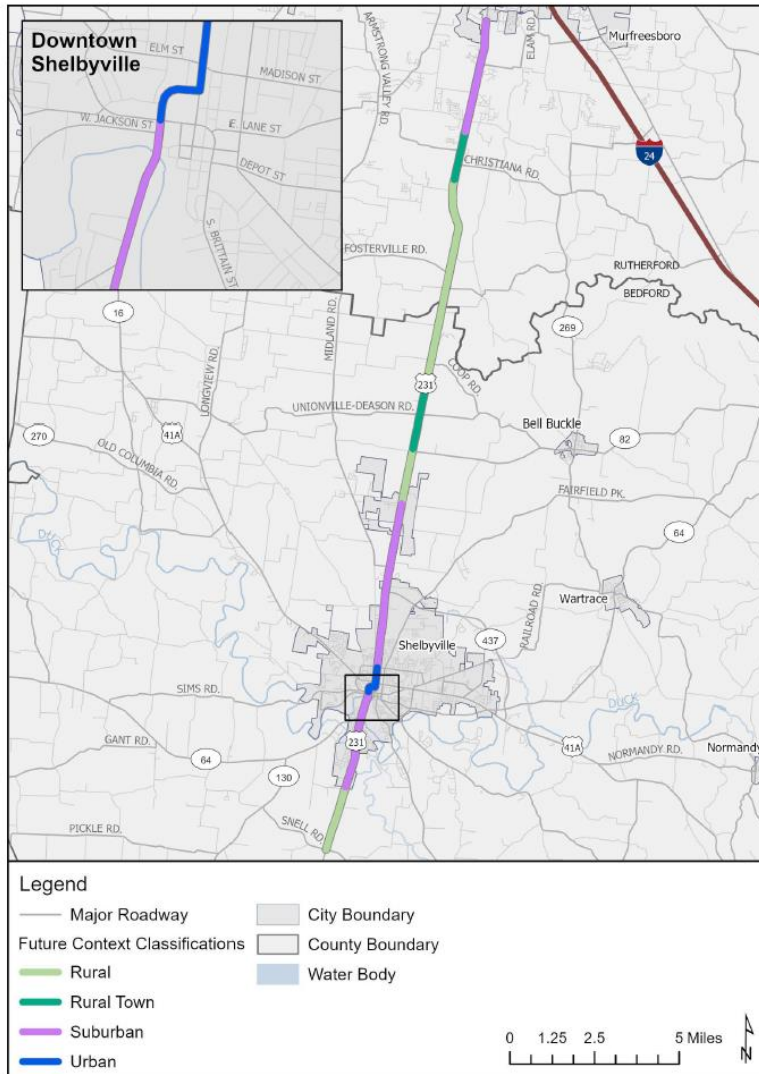 Downtown
Shelbyville
ELM ST
MADISON ST.
W. JACKSON ST
E. LANE ST
DEPOT ST
S. BRITTAIN ST
ARMSTRONG VALLEY RD
ELAM RD.
Murfreesboro
24
CHRISTIANA RD.
FOSTERVILLE RD.
RUTHERFORD
BEDFORD
16
MIDLAND RD.
269
LONGVIEW RD.
231
COOP RD.
UNIONVILLE-DEASON RD.
Bell Buckle
270
41A
82
OLD COLUMBIA RD.
FAIRFIELD PK.
64
DUCK
RAILROAD RD.
Wartrace
Shelbyville
437
SIMS RD.
DUCK
GANT RD.
231
41A
NORMANDY RD.
Normandy
64
130
SNELL RD.
PICKLE RD.
Legend
Major Roadway
City Boundary
Future Context Classifications
County Boundary
Rural
Water Body
Rural Town
Suburban
0 1.25 2.5 5 Miles
N
Urban